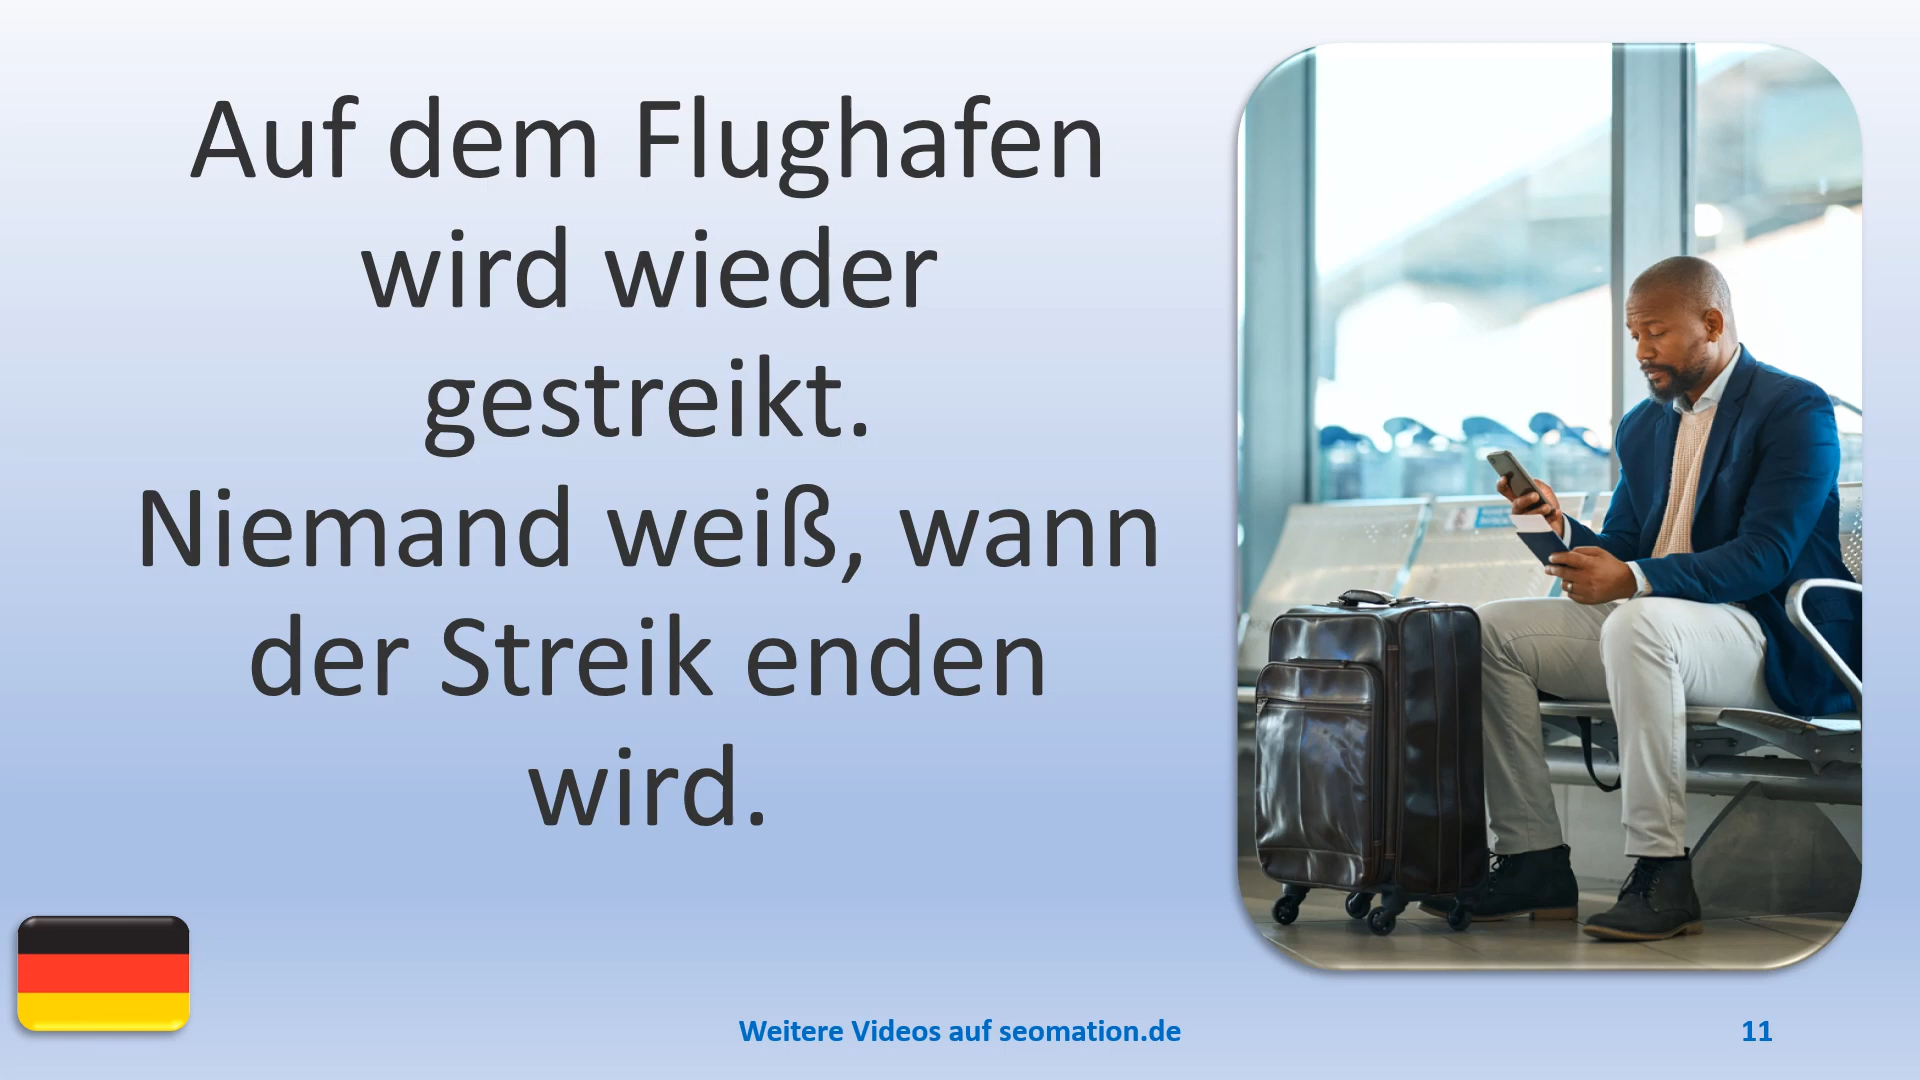 Auf dem Flughafen
wird wieder
gestreikt.
Niemand weiß, wann
der Streik enden
wird.
Weitere Videos auf seomation.de
11